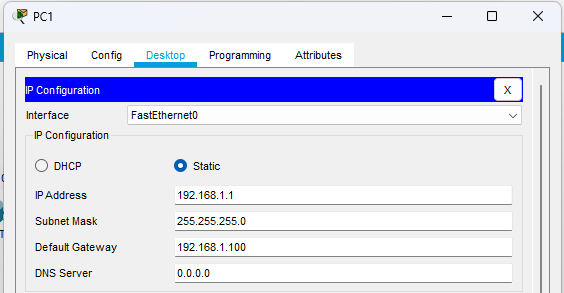 PC1
Physical Config Desktop Programming Attributes
IP Configuration X
Interface FastEthernet0
IP Configuration
DHCP Static
IP Address 192.168.1.1
Subnet Mask 255.255.255.0
Default Gateway 192.168.1.100
DNS Server 0.0.0.0